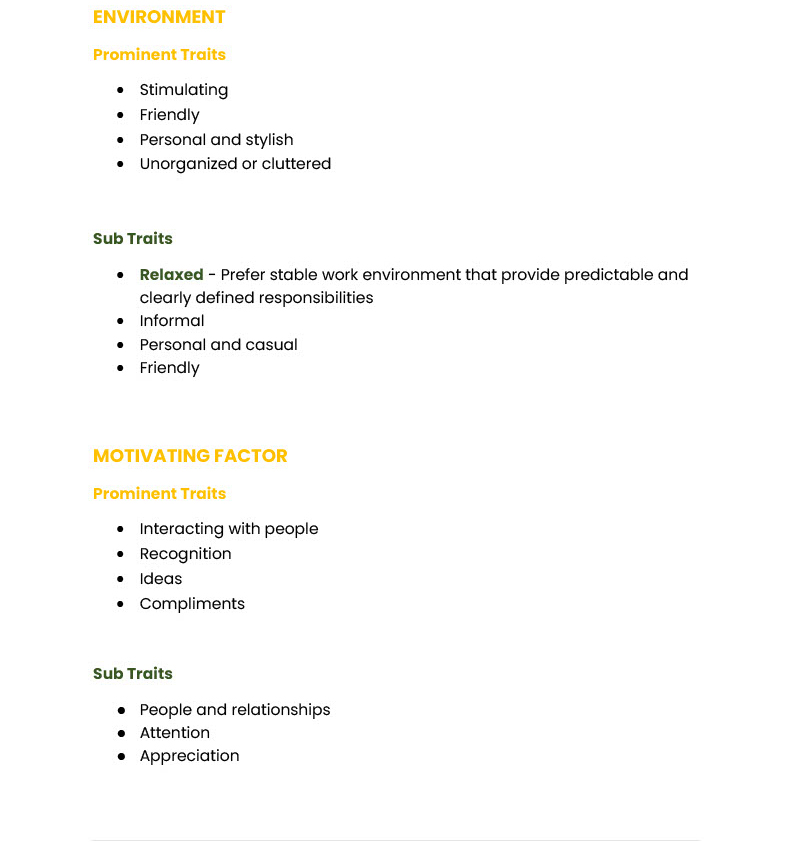 ENVIRONMENT
Prominent Traits
• Stimulating
• Friendly
• Personal and stylish
• Unorganized or cluttered
Sub Traits
• Relaxed - Prefer stable work environment that provide predictable and
clearly defined responsibilities
• Informal
• Personal and casual
• Friendly
MOTIVATING FACTOR
Prominent Traits
• Interacting with people
• Recognition
• Ideas
• Compliments
Sub Traits
• People and relationships
• Attention
• Appreciation